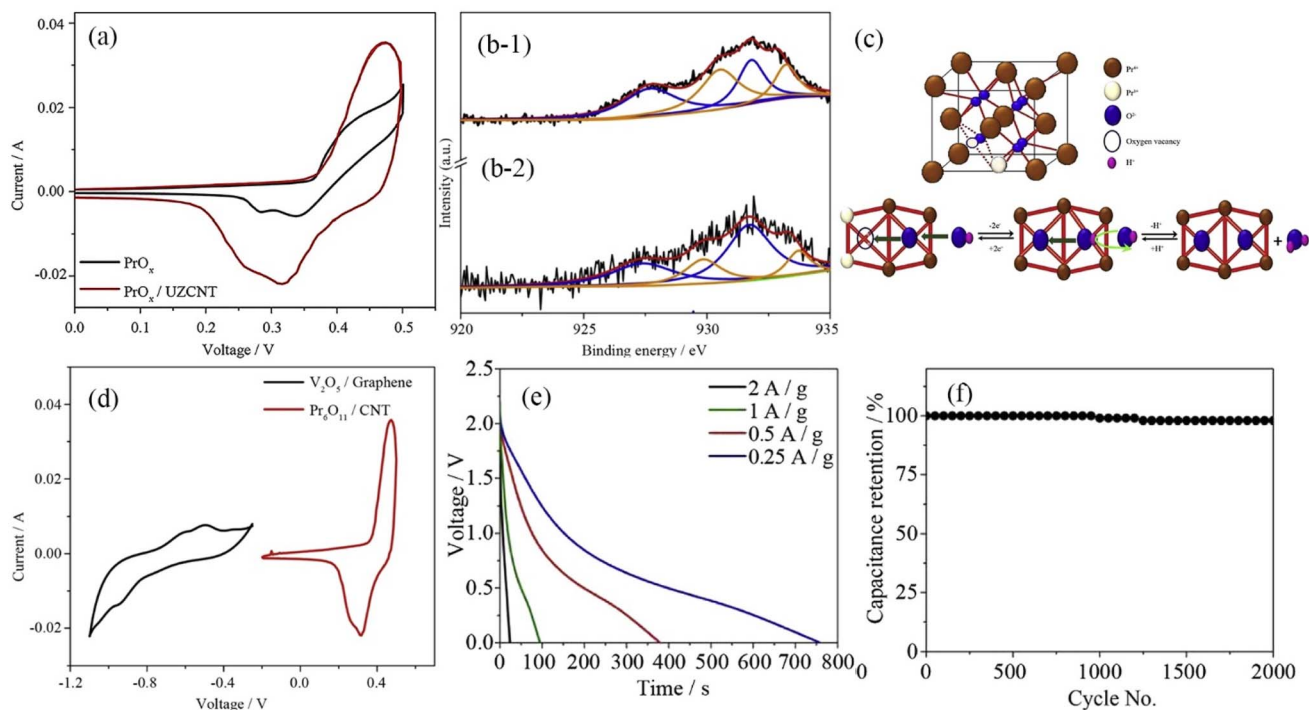 (a)
0.04
0.02
0.00
-0.02
Current / A
PrOₓ
PrOₓ / UZCNT
0.0 0.1 0.2 0.3 0.4 0.5
Voltage / V
(b-1)
(b-2)
Intensity (a.u.)
920 925 930 935
Binding energy / eV
(c)
Pr⁴⁺
Pr³⁺
O²⁻
Oxygen vacancy
H⁺
-2e⁻
+2e⁻
-H⁺
+H⁺
+
(d)
V₂O₅ / Graphene
Pr₆O₁₁ / CNT
0.04
0.02
0.00
-0.02
Current / A
-1.2 -0.8 -0.4 0.0 0.4
Voltage / V
(e)
2 A / g
1 A / g
0.5 A / g
0.25 A / g
2.5
2.0
1.5
1.0
0.5
0.0
Voltage / V
0 100 200 300 400 500 600 700 800
Time / s
(f)
100
75
50
25
0
Capacitance retention / %
0 500 1000 1500 2000
Cycle No.